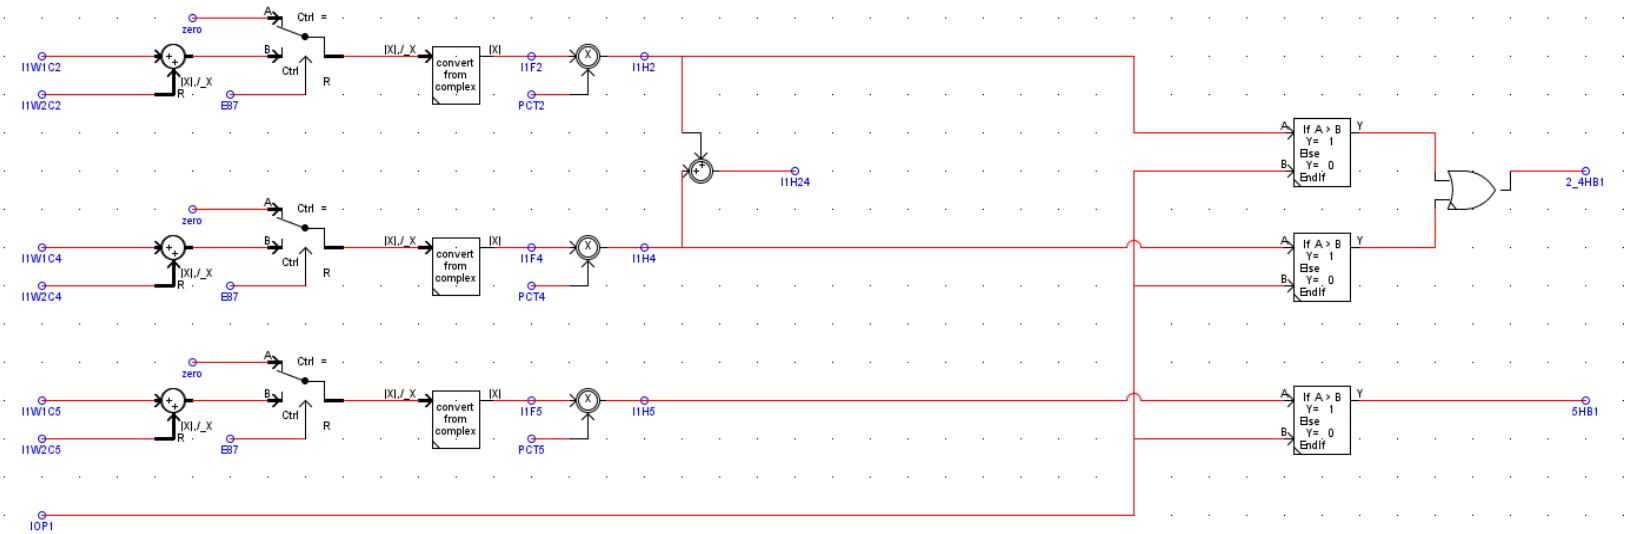 zero
A
Ctrl =
I1W1C2
+
+
B
Ctrl
|X|,/_X
convert
from
complex
|X|
I1F2
X
I1H2
I1W2C2
|X|,/_X
R
E87
R
PCT2
A
If A > B
Y= 1
Else
B
Y= 0
EndIf
Y
+
+
I1H24
2_4HB1
zero
A
Ctrl =
I1W1C4
+
+
B
Ctrl
|X|,/_X
convert
from
complex
|X|
I1F4
X
I1H4
I1W2C4
|X|,/_X
R
E87
R
PCT4
A
If A > B
Y= 1
Else
B
Y= 0
EndIf
Y
zero
A
Ctrl =
I1W1C5
+
+
B
Ctrl
|X|,/_X
convert
from
complex
|X|
I1F5
X
I1H5
I1W2C5
|X|,/_X
R
E87
R
PCT5
A
If A > B
Y= 1
Else
B
Y= 0
EndIf
Y
5HB1
IOP1